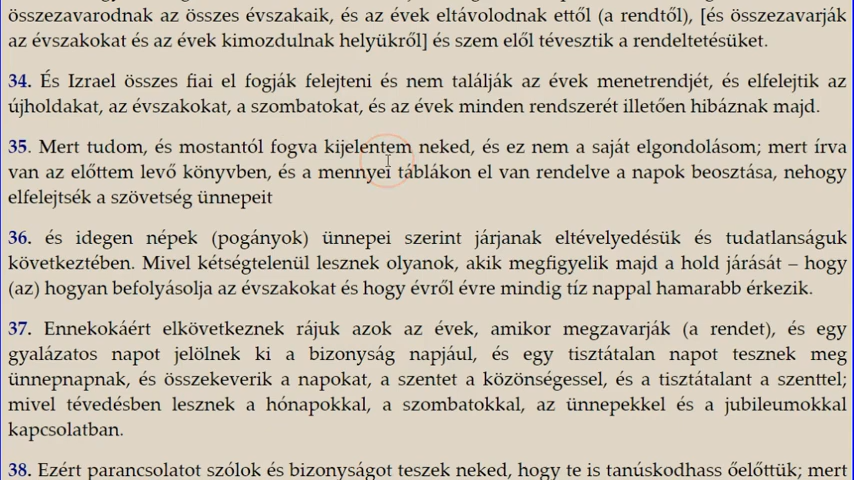 összezavarodnak az összes évszakaik, és az évek eltávolodnak ettől (a rendtől), [és összezavarják
az évszakokat és az évek kimozdulnak helyükről] és szem elől tévesztik a rendeltetésüket.
34. És Izrael összes fiai el fogják felejteni és nem találják az évek menetrendjét, és elfelejtik az
újholdakat, az évszakokat, a szombatokat, és az évek minden rendszerét illetően hibáznak majd.
35. Mert tudom, és mostantól fogva kijelentem neked, és ez nem a saját elgondolásom; mert írva
van az előttem levő könyvben, és a mennyei táblákon el van rendelve a napok beosztása, nehogy
elfelejtsék a szövetség ünnepeit
36. és idegen népek (pogányok) ünnepei szerint járjanak eltévelyedésük és tudatlanságuk
következtében. Mivel kétségtelenül lesznek olyanok, akik megfigyelik majd a hold járását – hogy
(az) hogyan befolyásolja az évszakokat és hogy évről évre mindig tíz nappal hamarabb érkezik.
37. Ennekokáért elkövetkeznek rájuk azok az évek, amikor megzavarják (a rendet), és egy
gyalázatos napot jelölnek ki a bizonyság napjául, és egy tisztátalan napot tesznek meg
ünnepnapnak, és összekeverik a napokat, a szentet a közönségessel, és a tisztátalant a szenttel;
mivel tévedésben lesznek a hónapokkal, a szombatokkal, az ünnepekkel és a jubileumokkal
kapcsolatban.
38. Ezért parancsolatot szólok és bizonyságot teszek neked, hogy te is tanúskodhass őelőttük; mert